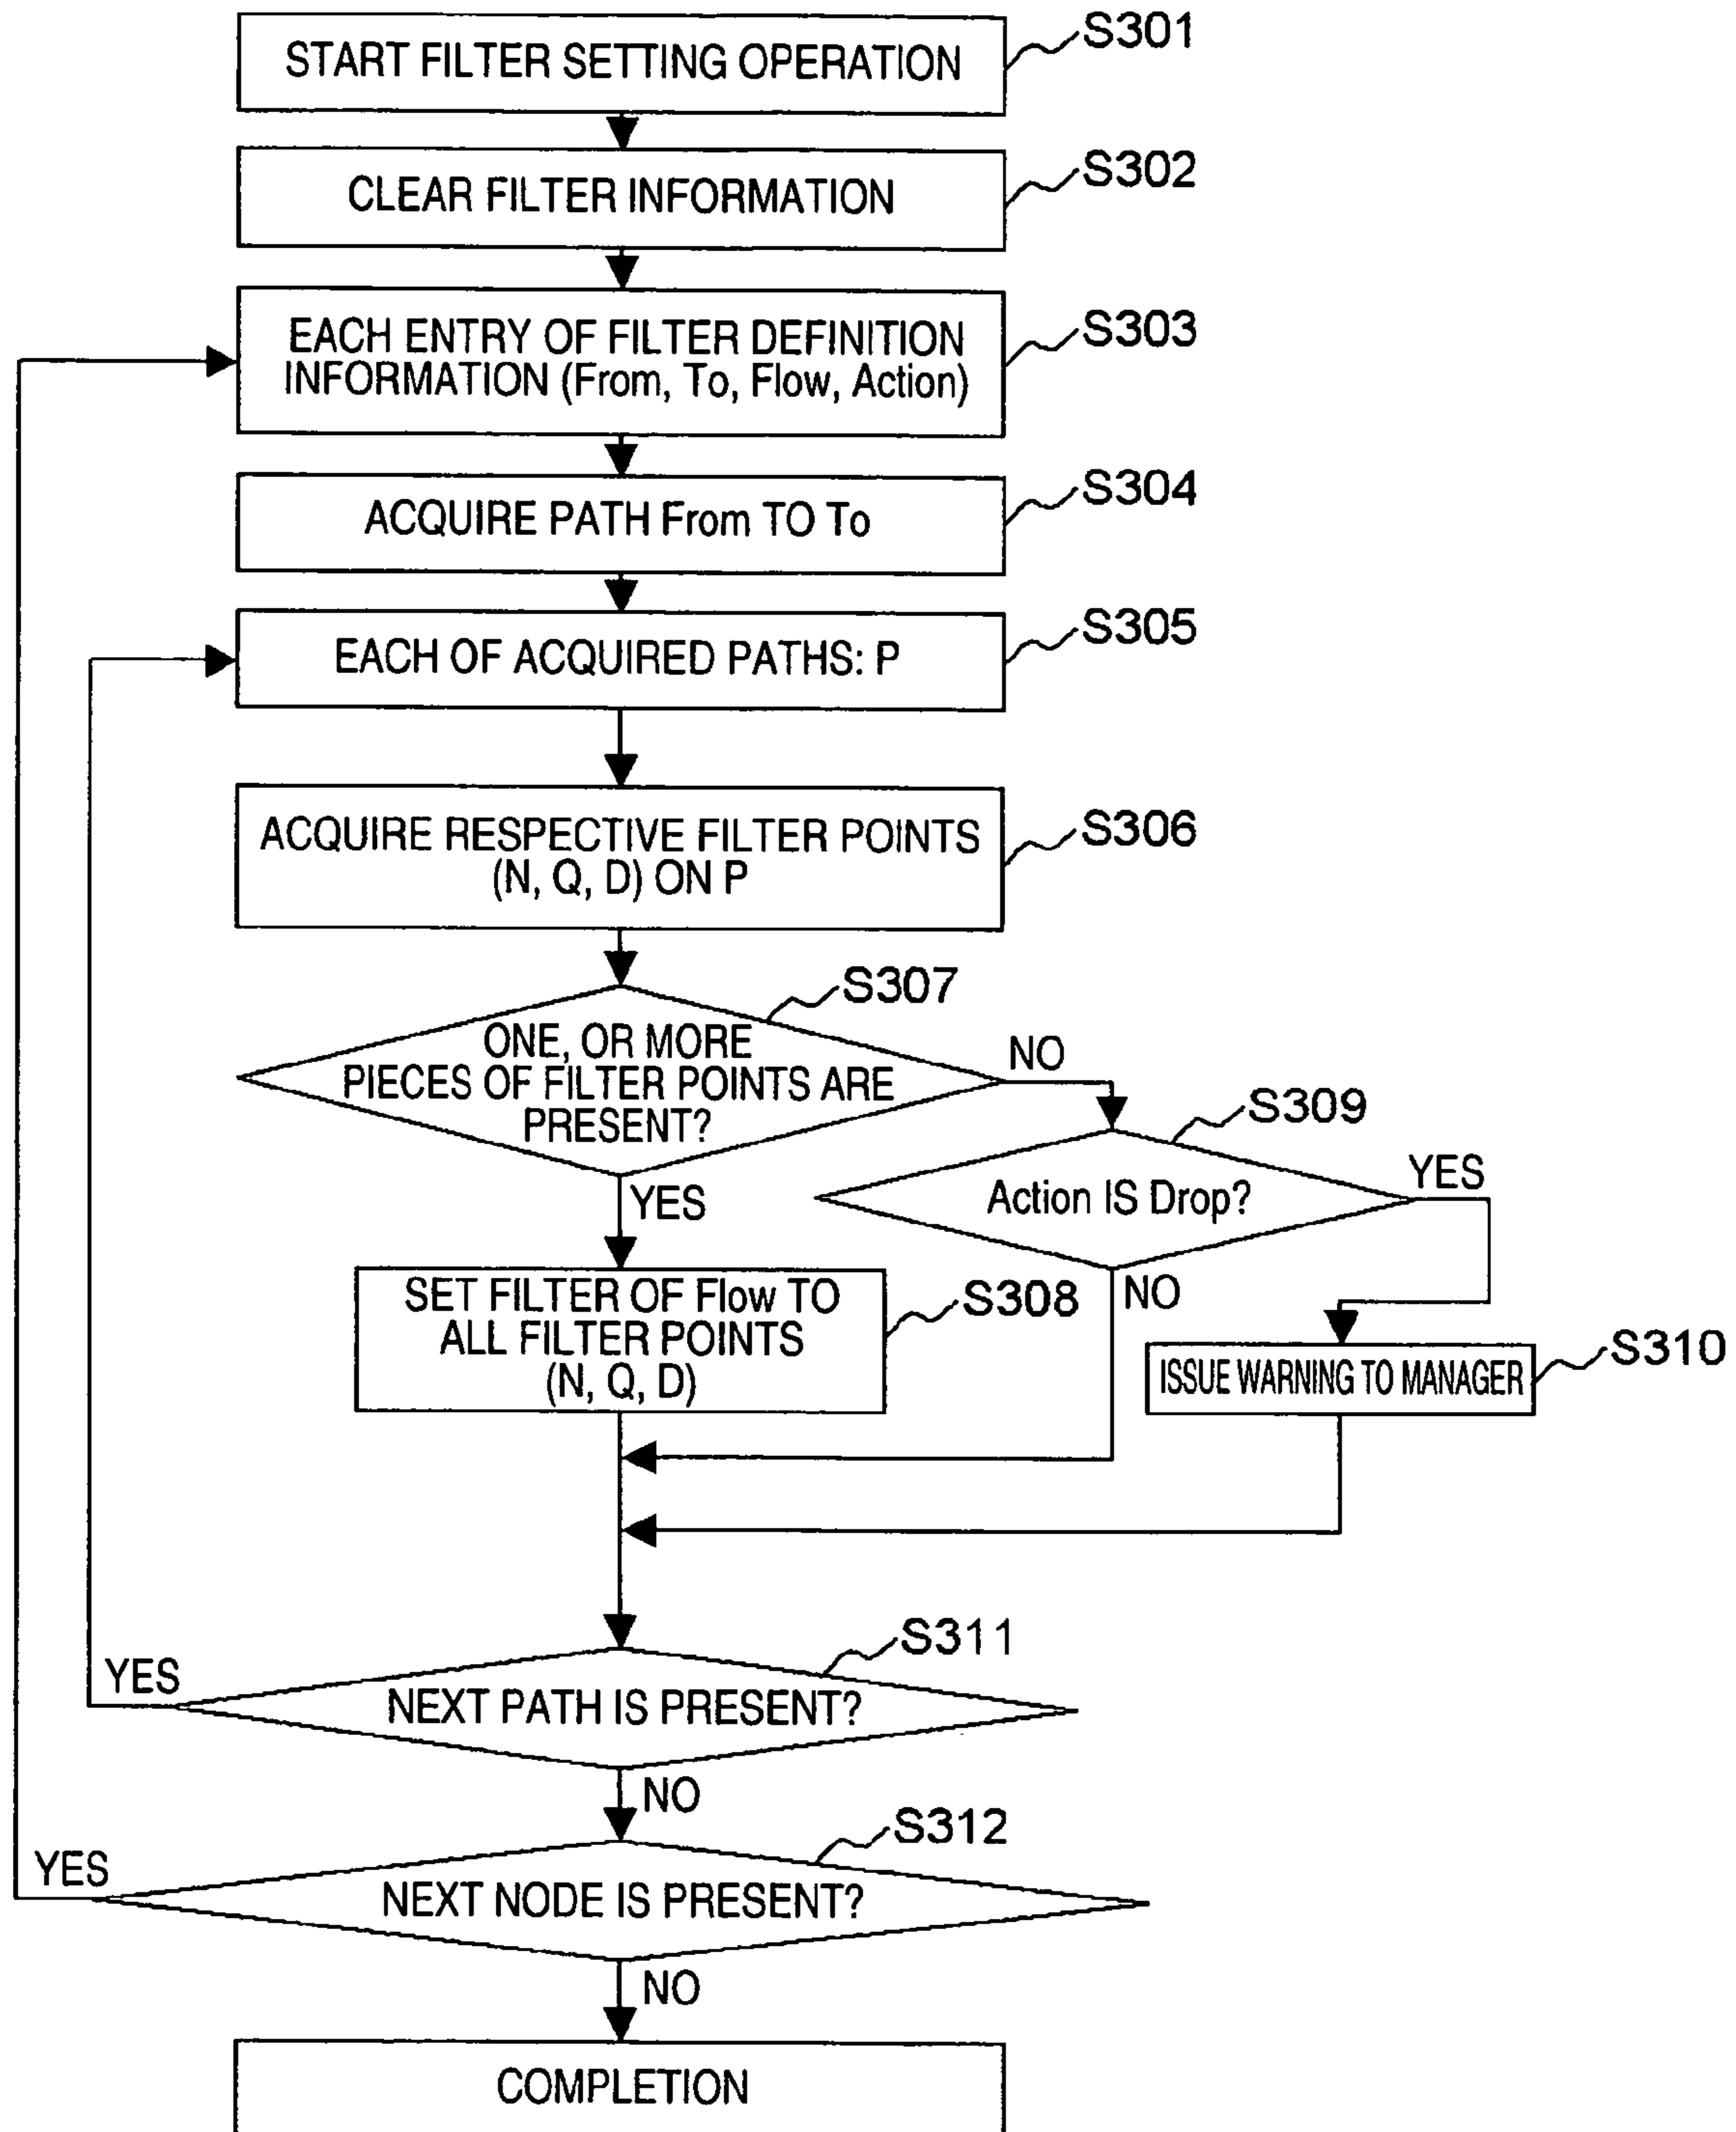 START FILTER SETTING OPERATION
S301
CLEAR FILTER INFORMATION
S302
EACH ENTRY OF FILTER DEFINITION
INFORMATION (From, To, Flow, Action)
S303
ACQUIRE PATH From TO To
S304
EACH OF ACQUIRED PATHS: P
S305
ACQUIRE RESPECTIVE FILTER POINTS
(N, Q, D) ON P
S306
S307
ONE, OR MORE
PIECES OF FILTER POINTS ARE
PRESENT?
NO
YES
S309
Action IS Drop?
YES
NO
SET FILTER OF Flow TO
ALL FILTER POINTS
(N, Q, D)
S308
ISSUE WARNING TO MANAGER
S310
S311
NEXT PATH IS PRESENT?
YES
NO
S312
NEXT NODE IS PRESENT?
YES
NO
COMPLETION